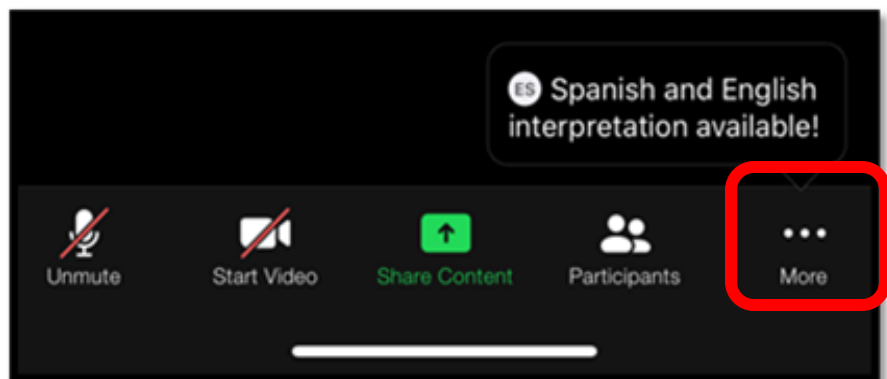 ES Spanish and English
interpretation available!
Unmute
Start Video
Share Content
Participants
More